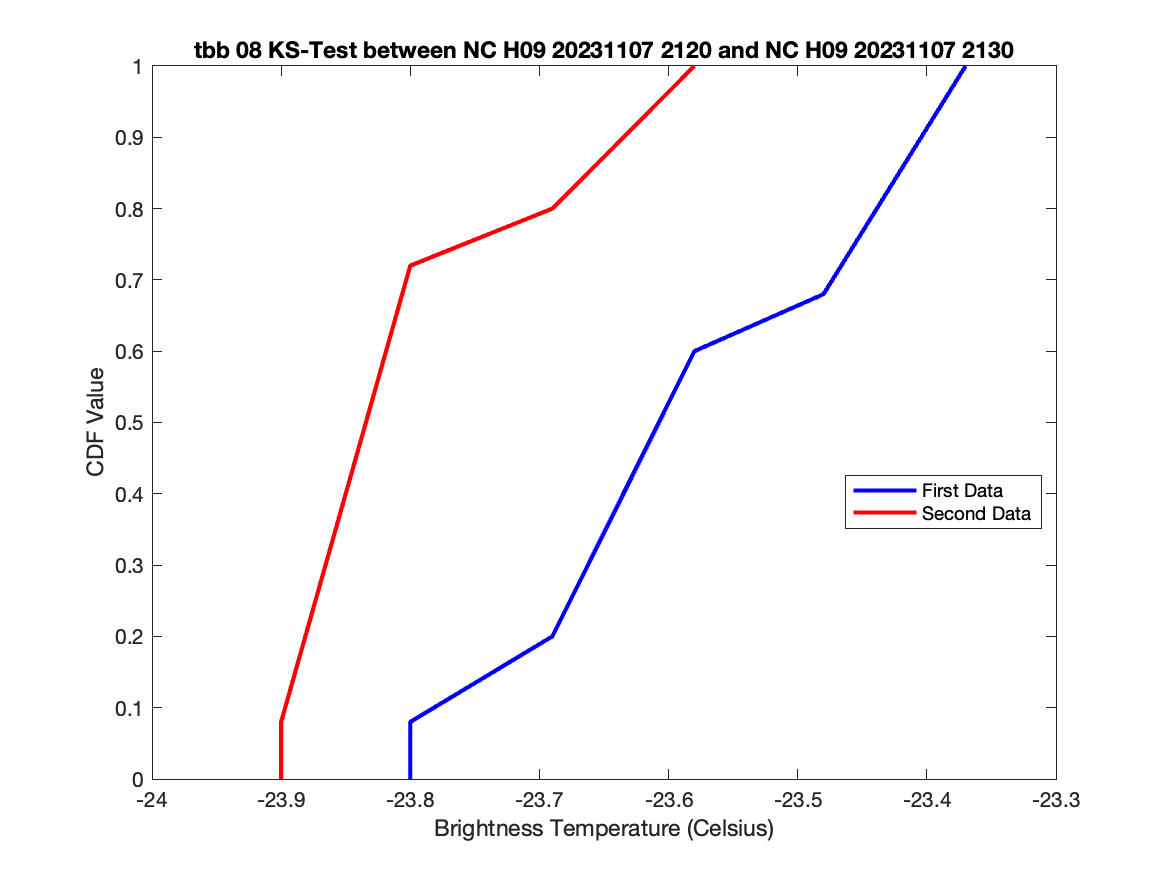 tbb 08 KS-Test between NC H09 20231107 2120 and NC H09 20231107 2130
1
0.9
0.8
0.7
0.6
0.5
0.4
0.3
0.2
0.1
0
CDF Value
First Data
Second Data
-24 -23.9 -23.8 -23.7 -23.6 -23.5 -23.4 -23.3
Brightness Temperature (Celsius)